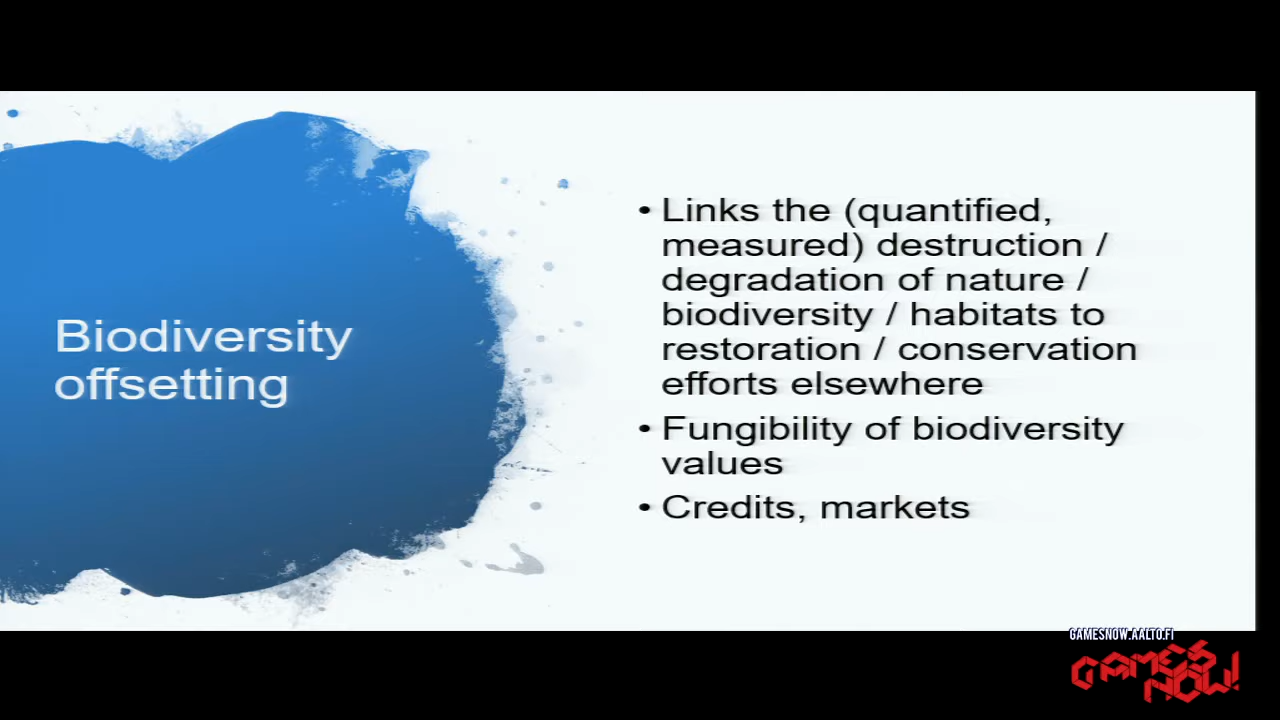 Biodiversity
offsetting
• Links the (quantified,
measured) destruction /
degradation of nature /
biodiversity / habitats to
restoration / conservation
efforts elsewhere
• Fungibility of biodiversity
values
• Credits, markets
GAMESNOW.AALTO.FI
GAMES
NOW!